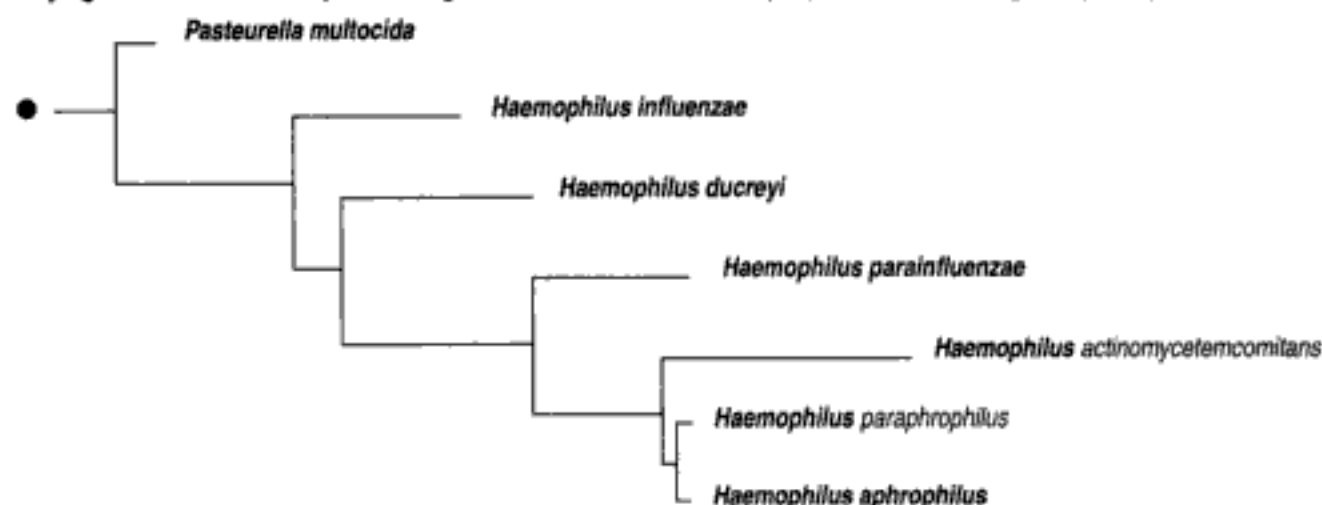 Pasteurella multocida
Haemophilus influenzae
Haemophilus ducreyi
Haemophilus parainfluenzae
Haemophilus actinomycetemcomitans
Haemophilus paraphrophilus
Haemophilus aphrophilus